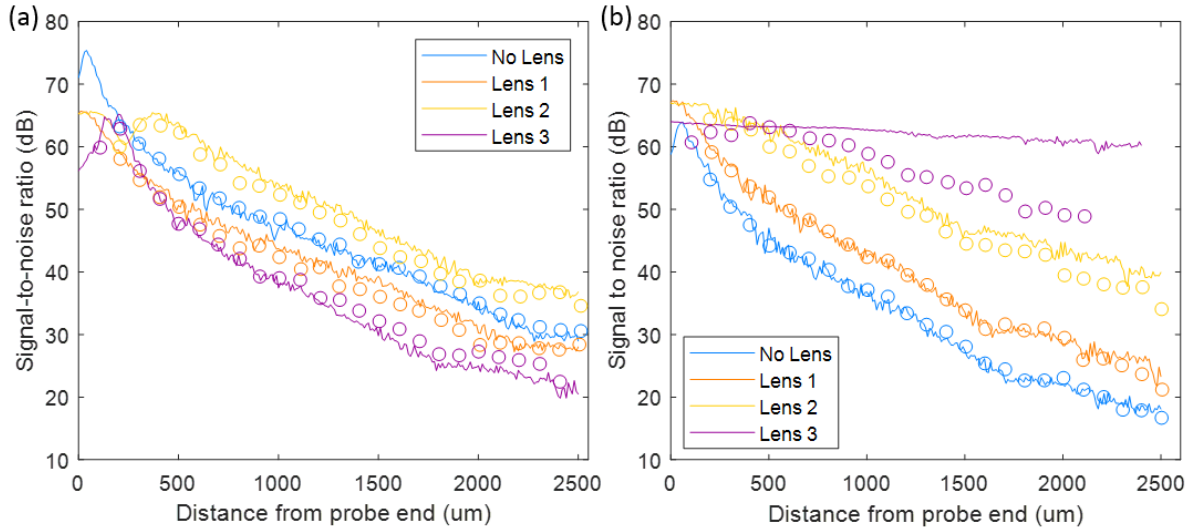 (a)
Signal-to-noise ratio (dB)
80
70
60
50
40
30
20
10
No Lens
Lens 1
Lens 2
Lens 3
0
500
1000
1500
2000
2500
Distance from probe end (um)
(b)
Signal to noise ratio (dB)
80
70
60
50
40
30
20
10
No Lens
Lens 1
Lens 2
Lens 3
0
500
1000
1500
2000
2500
Distance from probe end (um)